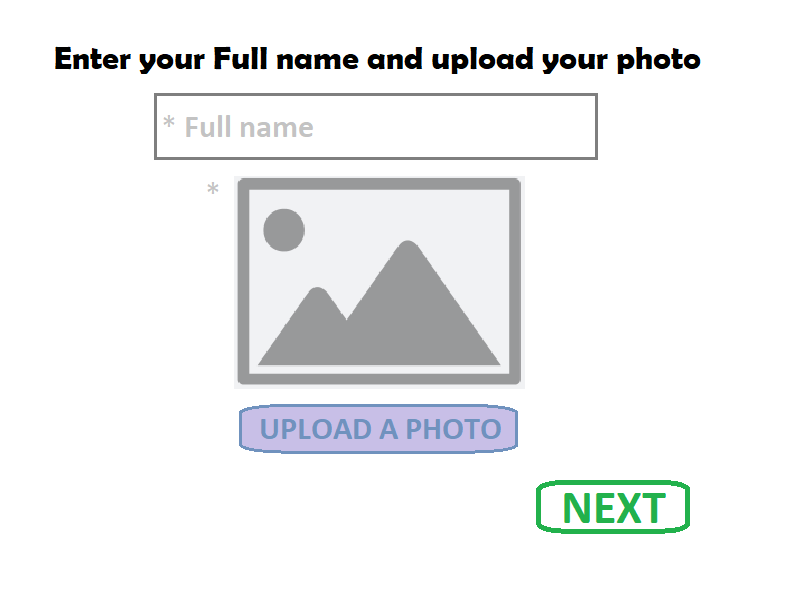 Enter your Full name and upload your photo
* Full name
*
UPLOAD A PHOTO
NEXT